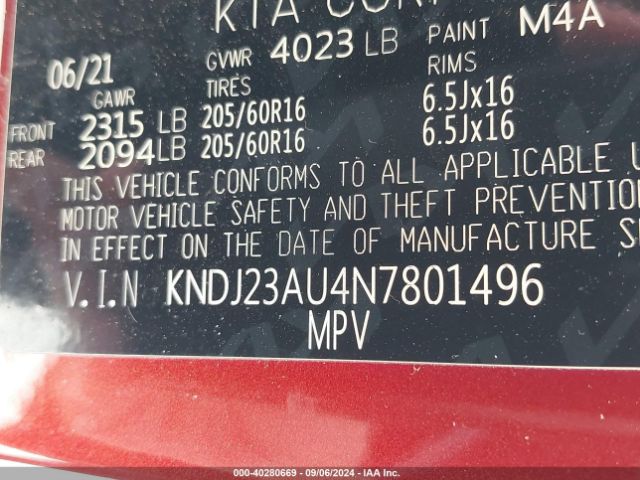 KIA CORP
06/21 GVWR 4023 LB PAINT M4A
GAWR TIRES RIMS
FRONT 2315 LB 205/60R16 6.5Jx16
REAR 2094 LB 205/60R16 6.5Jx16
THIS VEHICLE CONFORMS TO ALL APPLICABLE
MOTOR VEHICLE SAFETY AND THEFT PREVENTION
IN EFFECT ON THE DATE OF MANUFACTURE
V.I.N KNDJ23AU4N7801496
MPV
000-40280669 - 09/06/2024 - IAA Inc.